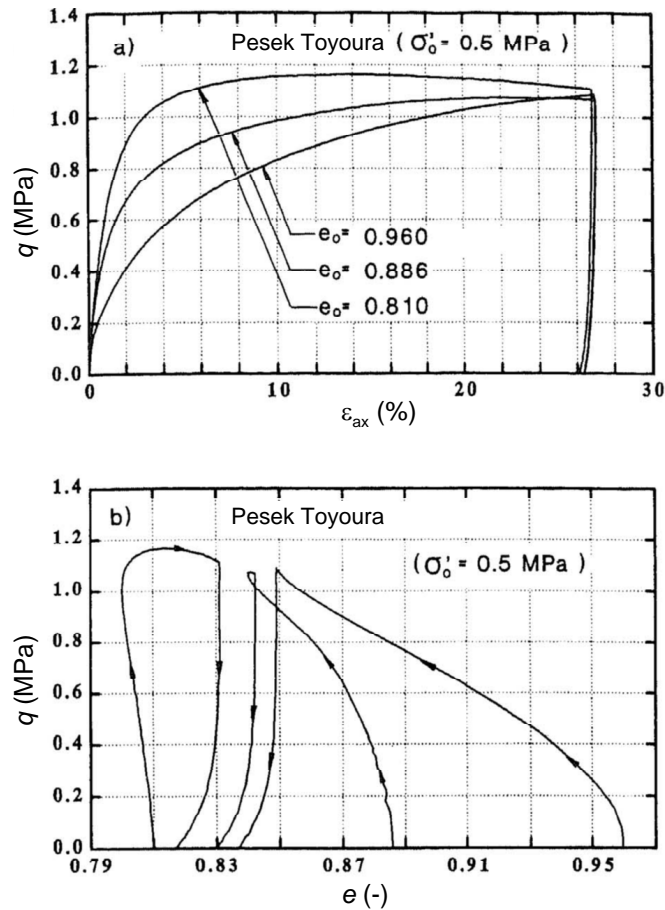 a) Pesek Toyoura (σ₀' = 0.5 MPa)
1.4
1.2
1.0
0.8
0.6
0.4
0.2
0.0
q (MPa)
e₀= 0.960
e₀= 0.886
e₀= 0.810
0 10 20 30
ε_ax (%)
b) Pesek Toyoura
(σ₀' = 0.5 MPa)
1.4
1.2
1.0
0.8
0.6
0.4
0.2
0.0
q (MPa)
0.79 0.83 0.87 0.91 0.95
e (-)